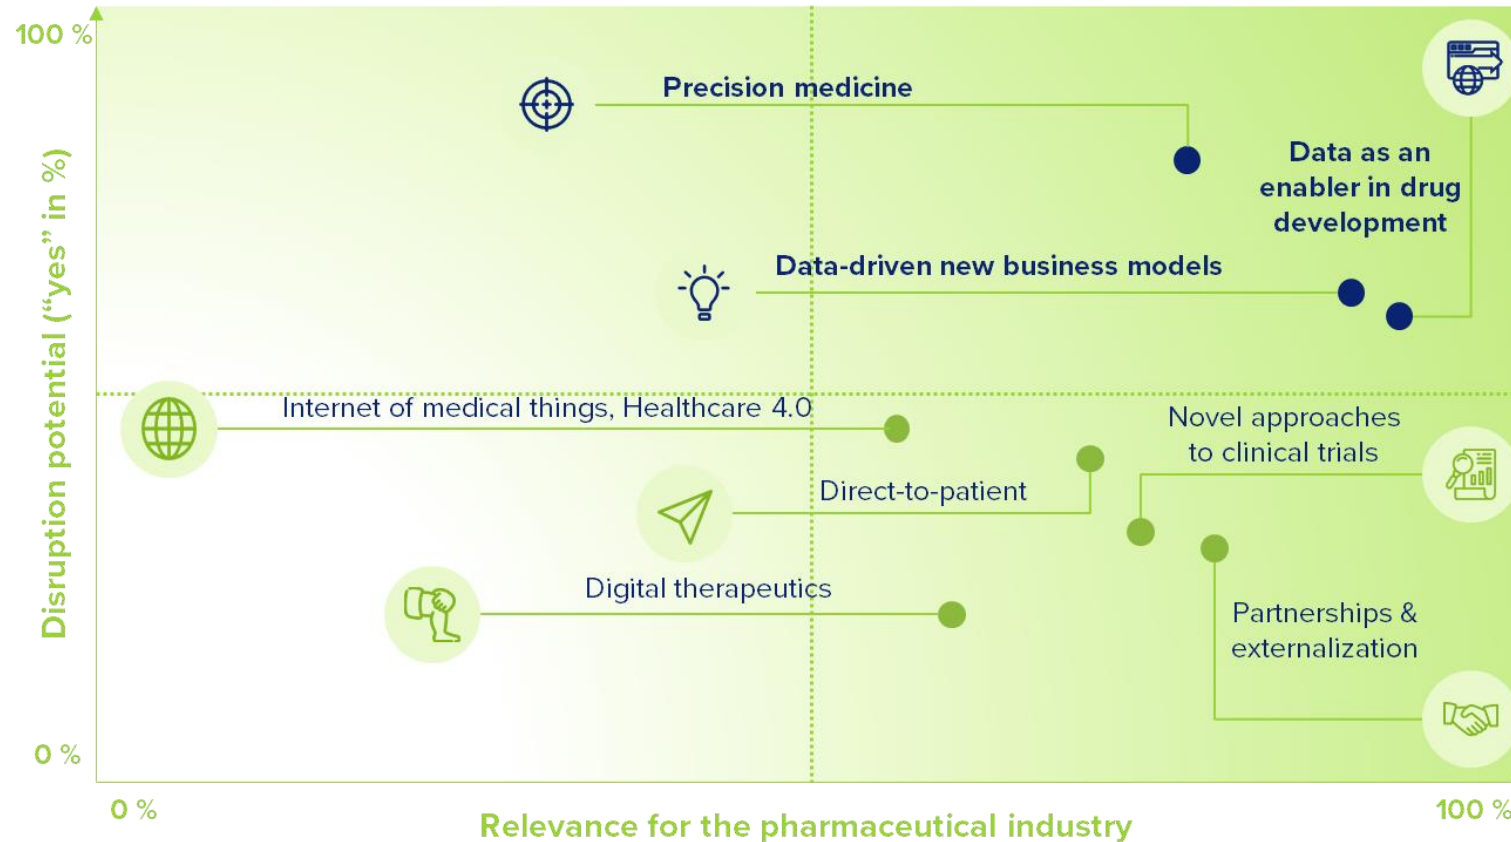 100 %
Precision medicine
Data as an
enabler in drug
development
Disruption potential (“yes” in %)
Data-driven new business models
Internet of medical things, Healthcare 4.0
Novel approaches
to clinical trials
Direct-to-patient
Digital therapeutics
Partnerships &
externalization
0 %
0 %
Relevance for the pharmaceutical industry
100 %